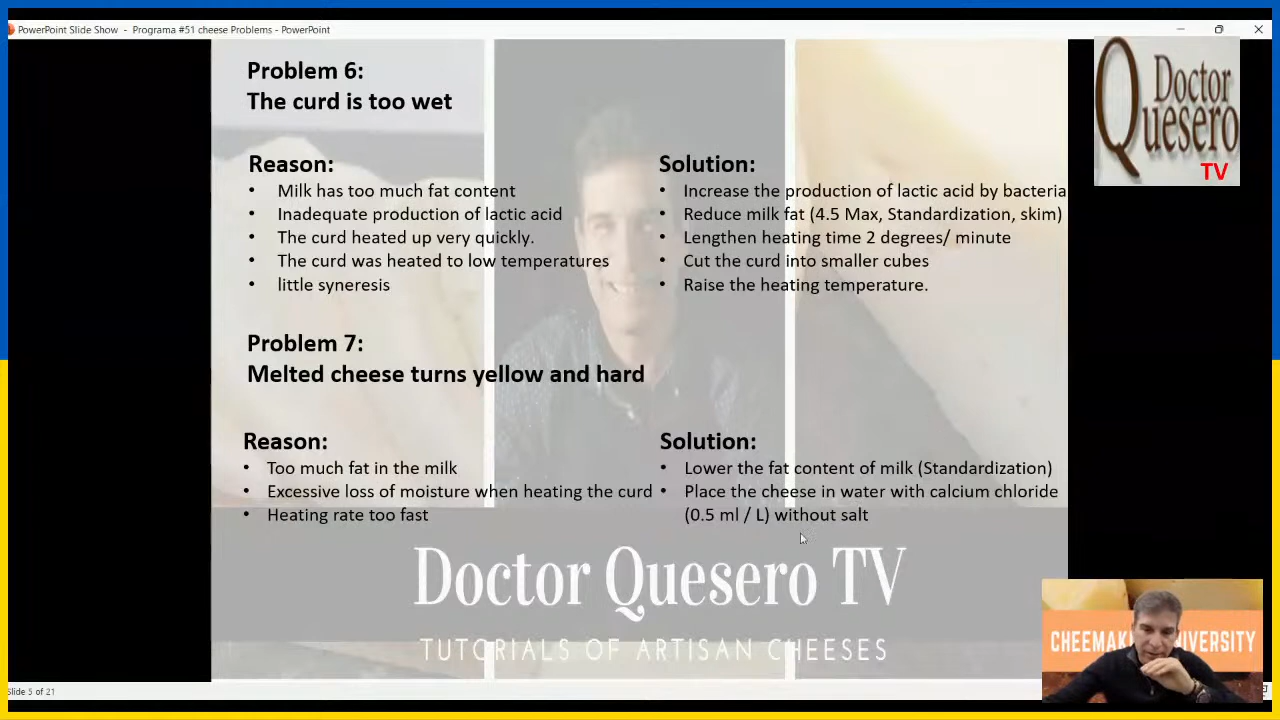 PowerPoint Slide Show - Programa #51 cheese Problems - PowerPoint
Doctor
Quesero
TV
Problem 6:
The curd is too wet
Reason:
• Milk has too much fat content
• Inadequate production of lactic acid
• The curd heated up very quickly.
• The curd was heated to low temperatures
• little syneresis
Solution:
• Increase the production of lactic acid by bacteria
• Reduce milk fat (4.5 Max, Standardization, skim)
• Lengthen heating time 2 degrees/ minute
• Cut the curd into smaller cubes
• Raise the heating temperature.
Problem 7:
Melted cheese turns yellow and hard
Reason:
• Too much fat in the milk
• Excessive loss of moisture when heating the curd
• Heating rate too fast
Solution:
• Lower the fat content of milk (Standardization)
• Place the cheese in water with calcium chloride
(0.5 ml / L) without salt
Doctor Quesero TV
TUTORIALS OF ARTISAN CHEESES
Slide 5 of 21